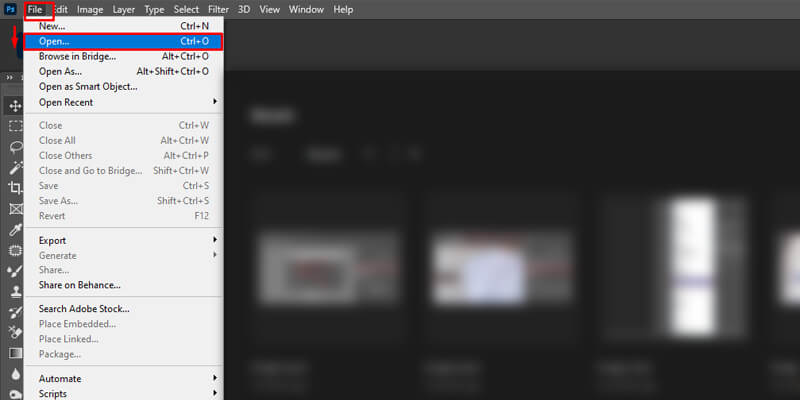 Ps File Edit Image Layer Type Select Filter 3D View Window Help
New... Ctrl+N
Open... Ctrl+O
Browse in Bridge... Alt+Ctrl+O
Open As... Alt+Shift+Ctrl+O
Open as Smart Object...
Open Recent
Close Ctrl+W
Close All Alt+Ctrl+W
Close Others Alt+Ctrl+P
Close and Go to Bridge... Shift+Ctrl+W
Save Ctrl+S
Save As... Shift+Ctrl+S
Revert F12
Export
Generate
Share...
Share on Behance...
Search Adobe Stock...
Place Embedded...
Place Linked...
Package...
Automate
Scripts